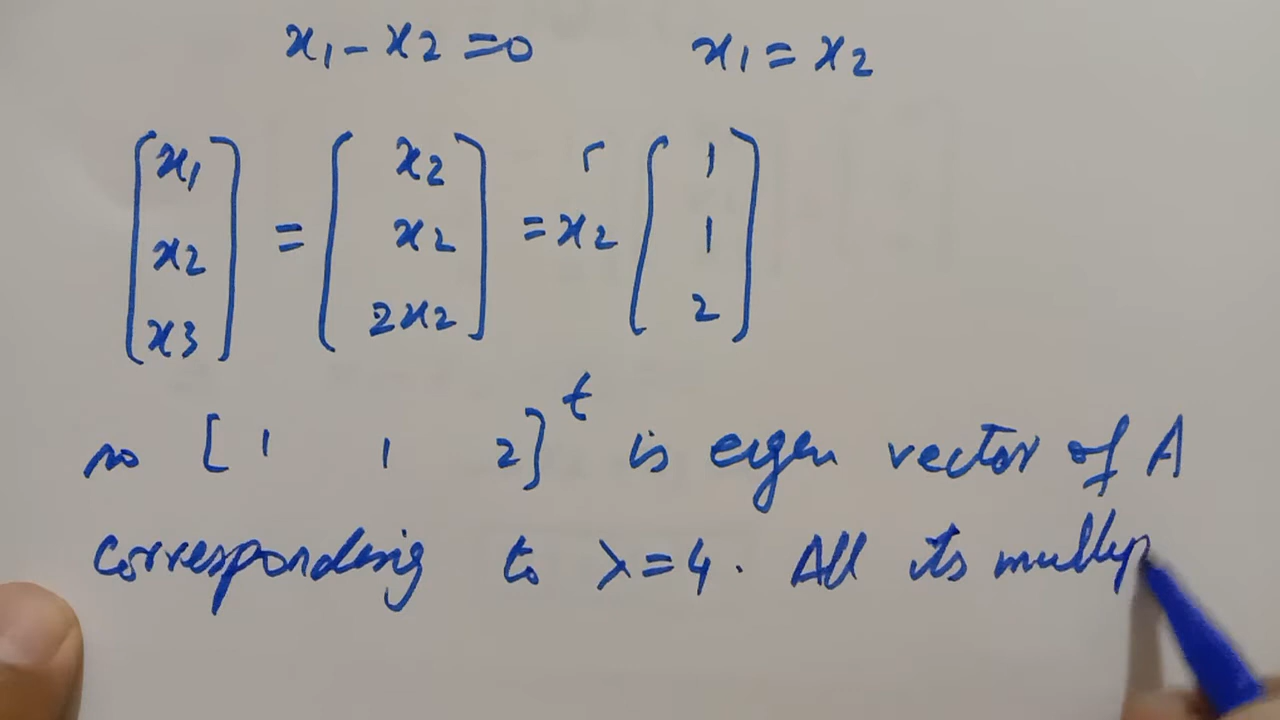 x1 - x2 = 0 x1 = x2
[x1 x2 x3] = [x2 x2 2x2] = x2 [1 1 2]
so [1 1 2]^t is eigen vector of A
corresponding to λ = 4. All its multip